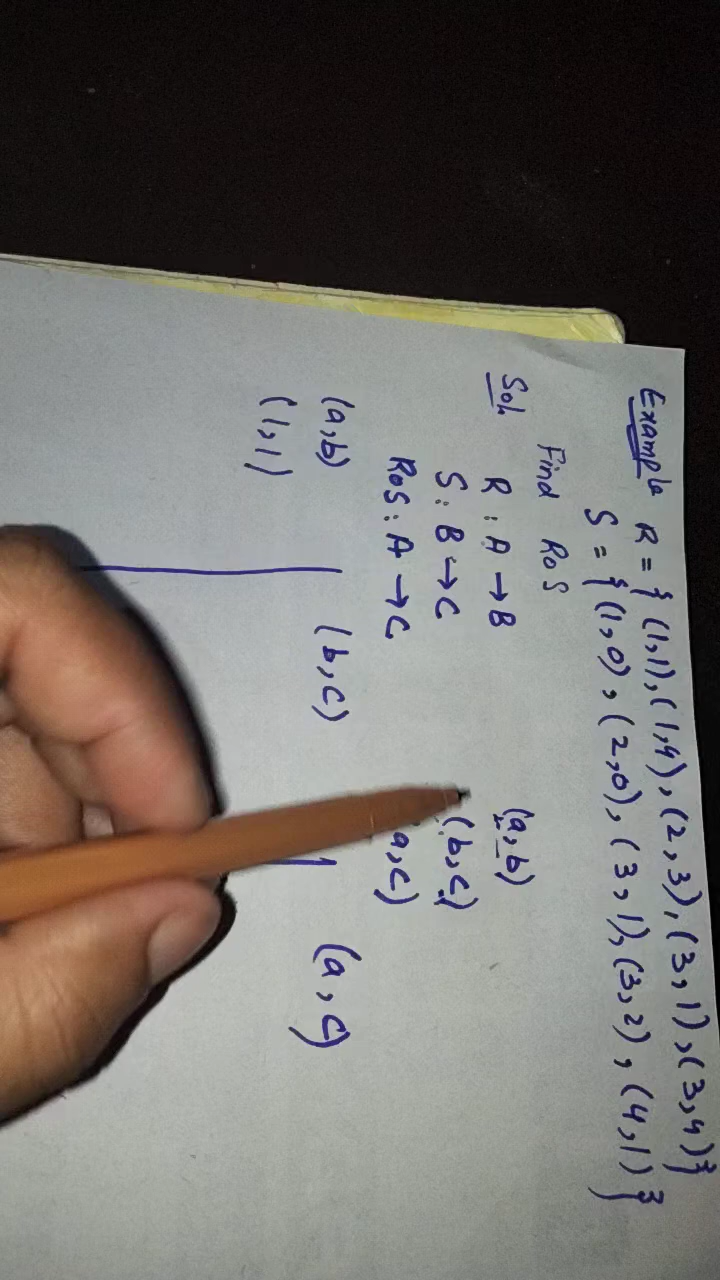 Example R = { (1,1), (1,4), (2,3), (3,1), (3,4) }
S = { (1,0), (2,0), (3,1), (3,2), (4,1) }
Find RoS
Sol R : A → B (a,b)
S : B → C (b,c)
RoS : A → C a,c)
(a,b) (b,c) (a,c)
(1,1)